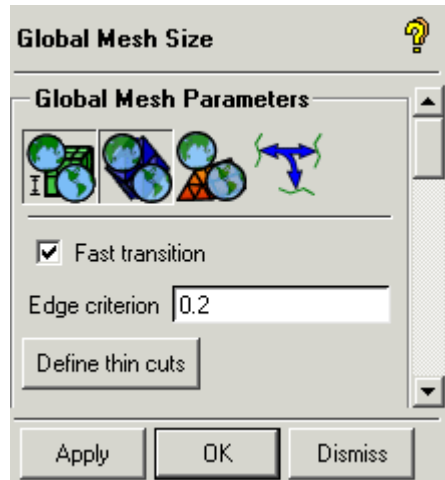 Global Mesh Size
Global Mesh Parameters
Fast transition
Edge criterion 0.2
Define thin cuts
Apply OK Dismiss